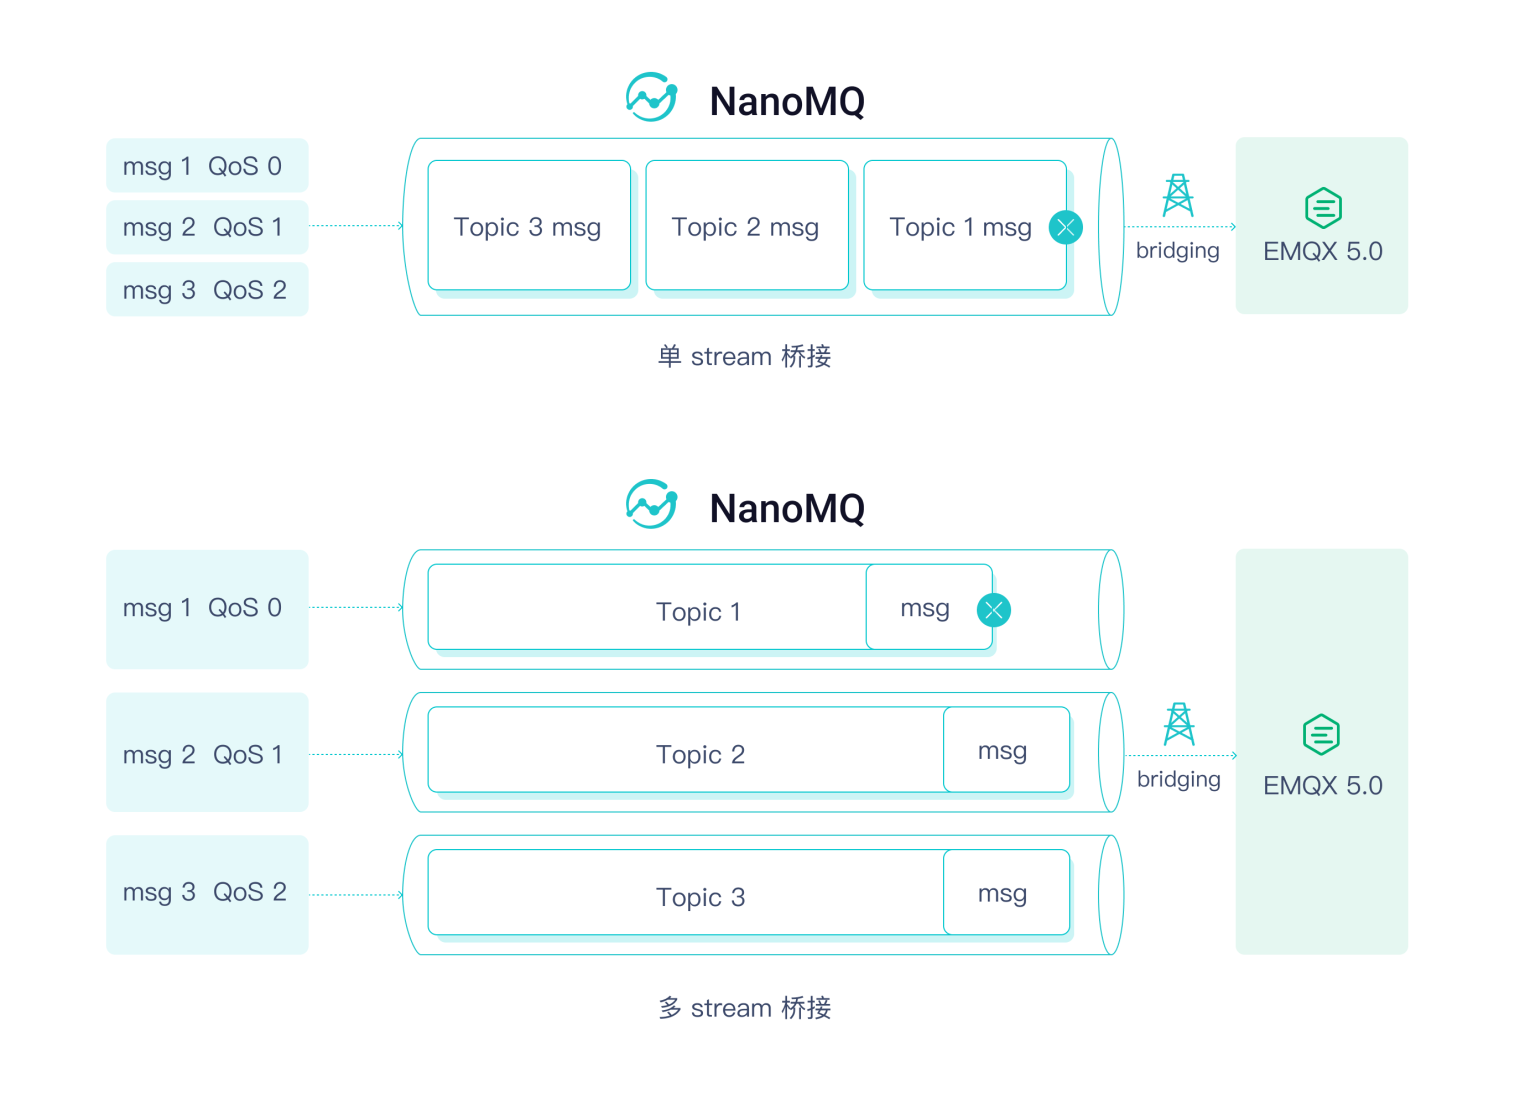 NanoMQ
msg 1 QoS 0
msg 2 QoS 1
msg 3 QoS 2
Topic 3 msg
Topic 2 msg
Topic 1 msg
bridging
EMQX 5.0
单 stream 桥接
NanoMQ
msg 1 QoS 0
Topic 1
msg
msg 2 QoS 1
Topic 2
msg
bridging
EMQX 5.0
msg 3 QoS 2
Topic 3
msg
多 stream 桥接